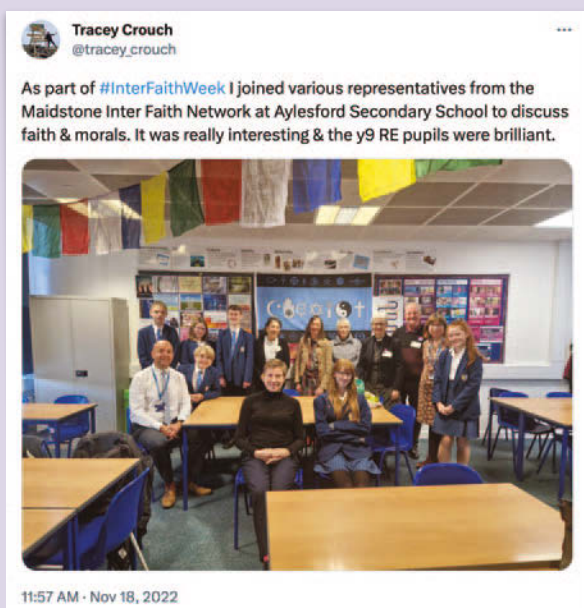 Tracey Crouch
@tracey_crouch
As part of #InterFaithWeek I joined various representatives from the
Maidstone Inter Faith Network at Aylesford Secondary School to discuss
faith & morals. It was really interesting & the y9 RE pupils were brilliant.
11:57 AM · Nov 18, 2022